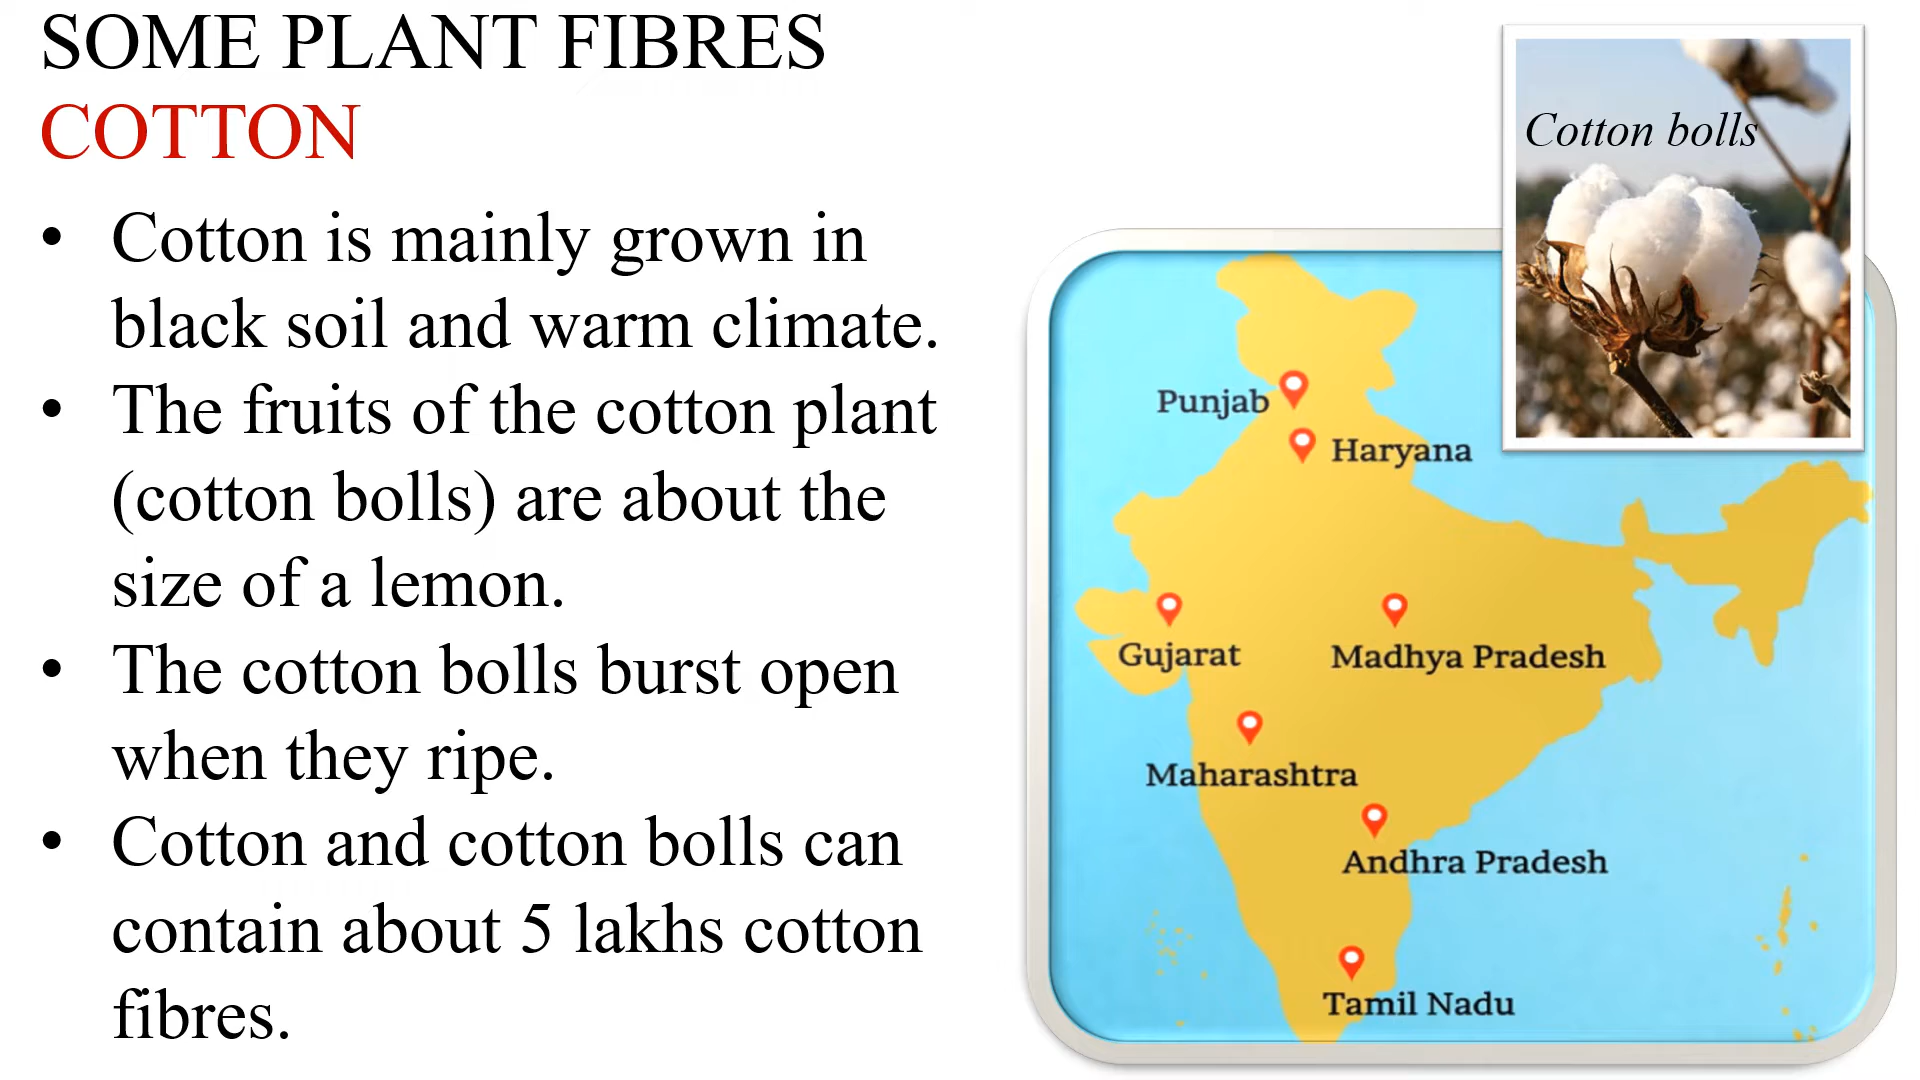 SOME PLANT FIBRES
COTTON
• Cotton is mainly grown in
black soil and warm climate.
• The fruits of the cotton plant
(cotton bolls) are about the
size of a lemon.
• The cotton bolls burst open
when they ripe.
• Cotton and cotton bolls can
contain about 5 lakhs cotton
fibres.
Cotton bolls
Punjab
Haryana
Gujarat
Madhya Pradesh
Maharashtra
Andhra Pradesh
Tamil Nadu